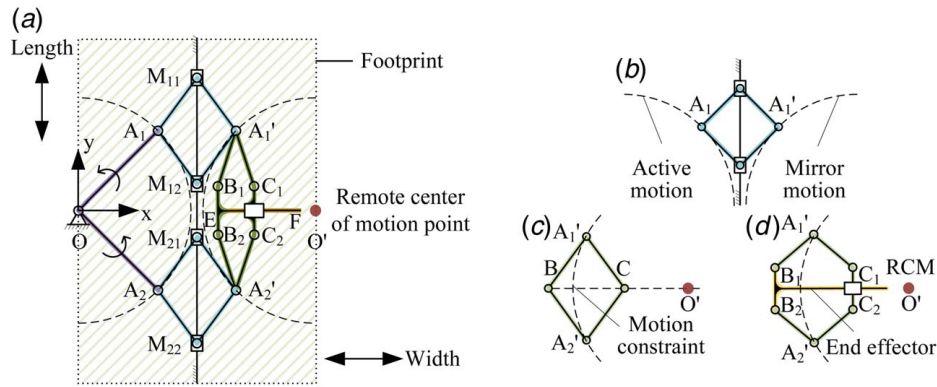 (a)
Length
Footprint
M11
A1
A1'
y
M12
B1
C1
x
E
F
O
O'
M21
B2
C2
A2
A2'
M22
Width
Remote center
of motion point
(b)
A1
A1'
Active
motion
Mirror
motion
(c)
A1'
B
C
O'
A2'
Motion
constraint
(d)
A1'
B1
C1
RCM
B2
C2
O'
A2'
End effector